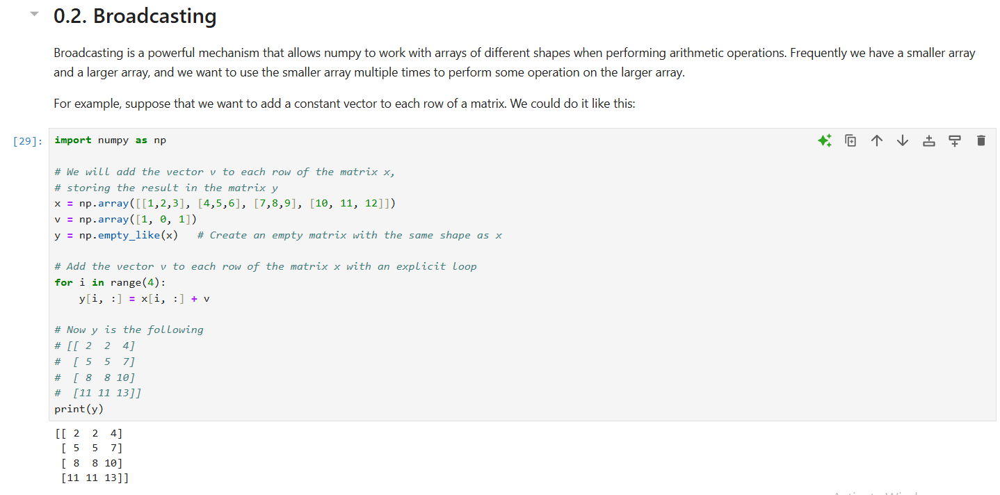 0.2. Broadcasting
Broadcasting is a powerful mechanism that allows numpy to work with arrays of different shapes when performing arithmetic operations. Frequently we have a smaller array
and a larger array, and we want to use the smaller array multiple times to perform some operation on the larger array.
For example, suppose that we want to add a constant vector to each row of a matrix. We could do it like this:
[29]:
import numpy as np
# We will add the vector v to each row of the matrix x,
# storing the result in the matrix y
x = np.array([[1,2,3], [4,5,6], [7,8,9], [10, 11, 12]])
v = np.array([1, 0, 1])
y = np.empty_like(x)   # Create an empty matrix with the same shape as x
# Add the vector v to each row of the matrix x with an explicit loop
for i in range(4):
    y[i, :] = x[i, :] + v
# Now y is the following
# [[ 2  2  4]
#  [ 5  5  7]
#  [ 8  8 10]
#  [11 11 13]]
print(y)
[[ 2  2  4]
 [ 5  5  7]
 [ 8  8 10]
 [11 11 13]]